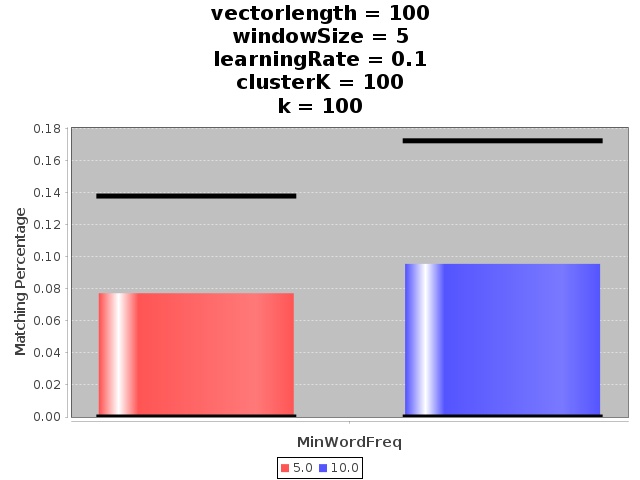 vectorlength = 100
windowSize = 5
learningRate = 0.1
clusterK = 100
k = 100
0.18
0.16
0.14
0.12
0.10
0.08
0.06
0.04
0.02
0.00
Matching Percentage
MinWordFreq
5.0 10.0